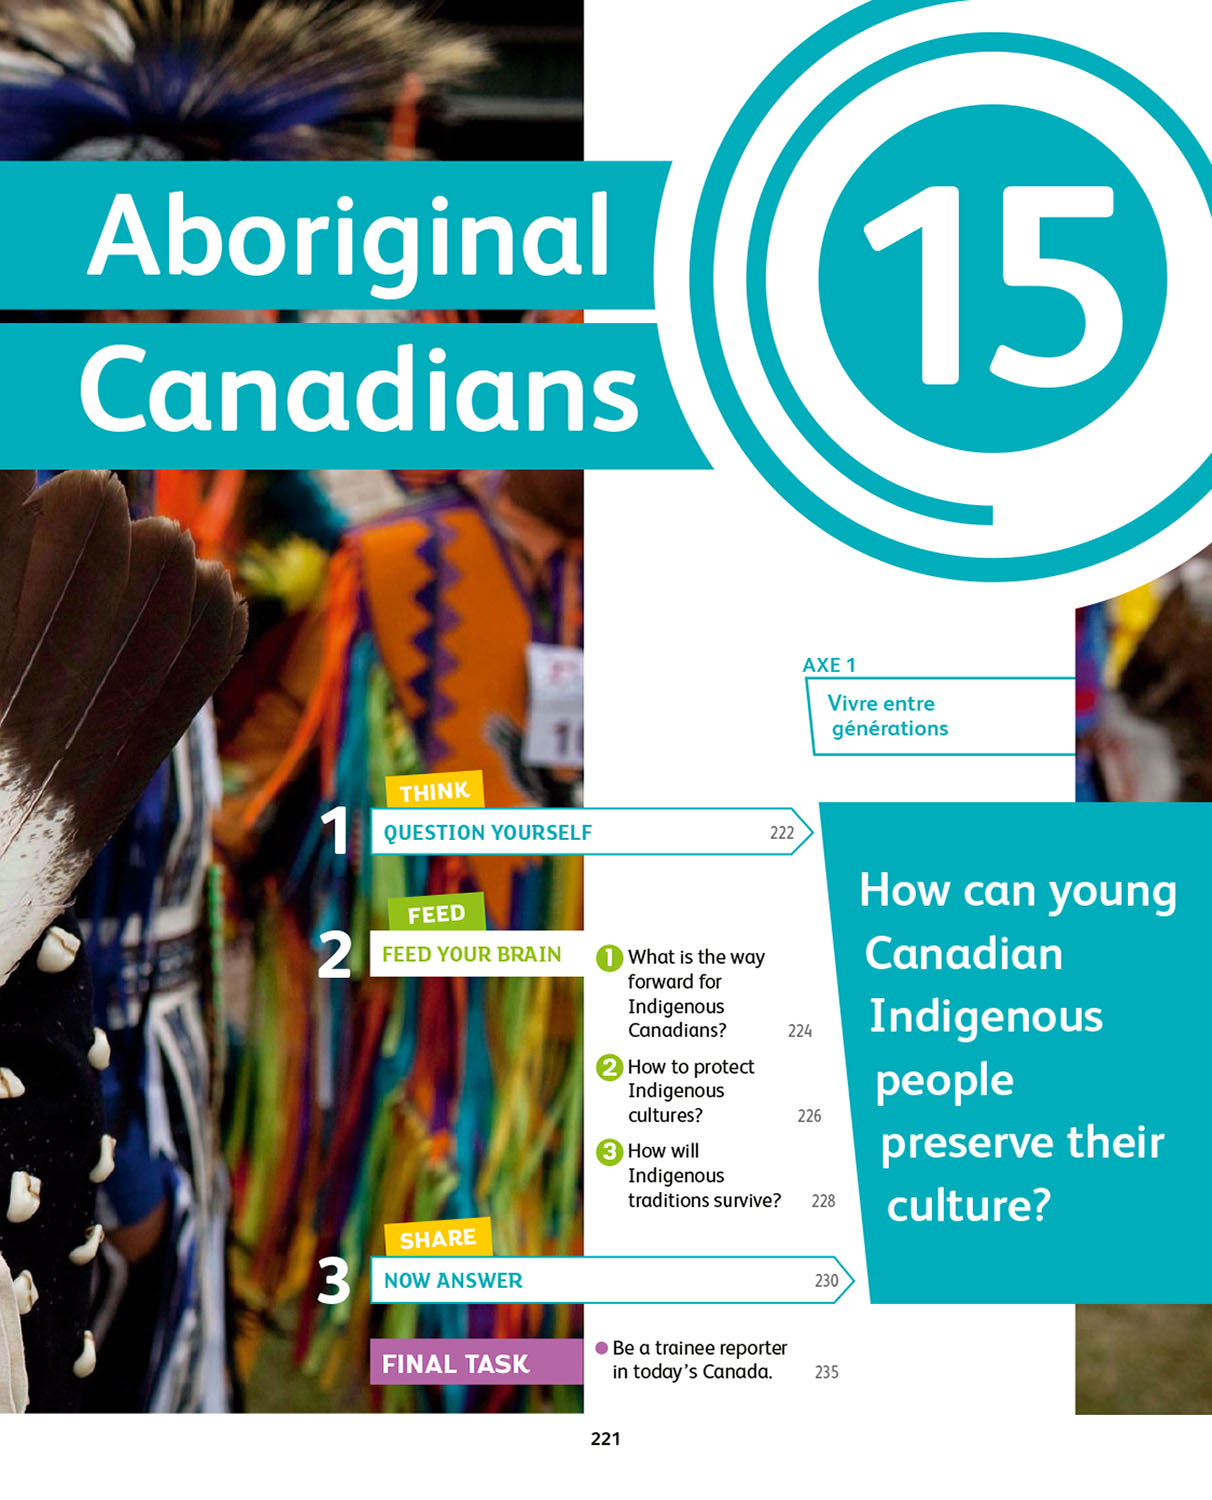 Aboriginal
Canadians
15
AXE 1
Vivre entre
générations
THINK
1
QUESTION YOURSELF 222
FEED
2
FEED YOUR BRAIN
1 What is the way
forward for
Indigenous
Canadians? 224
2 How to protect
Indigenous
cultures? 226
3 How will
Indigenous
traditions survive? 228
SHARE
3
NOW ANSWER 230
FINAL TASK
Be a trainee reporter
in today's Canada. 235
How can young
Canadian
Indigenous
people
preserve their
culture?
221